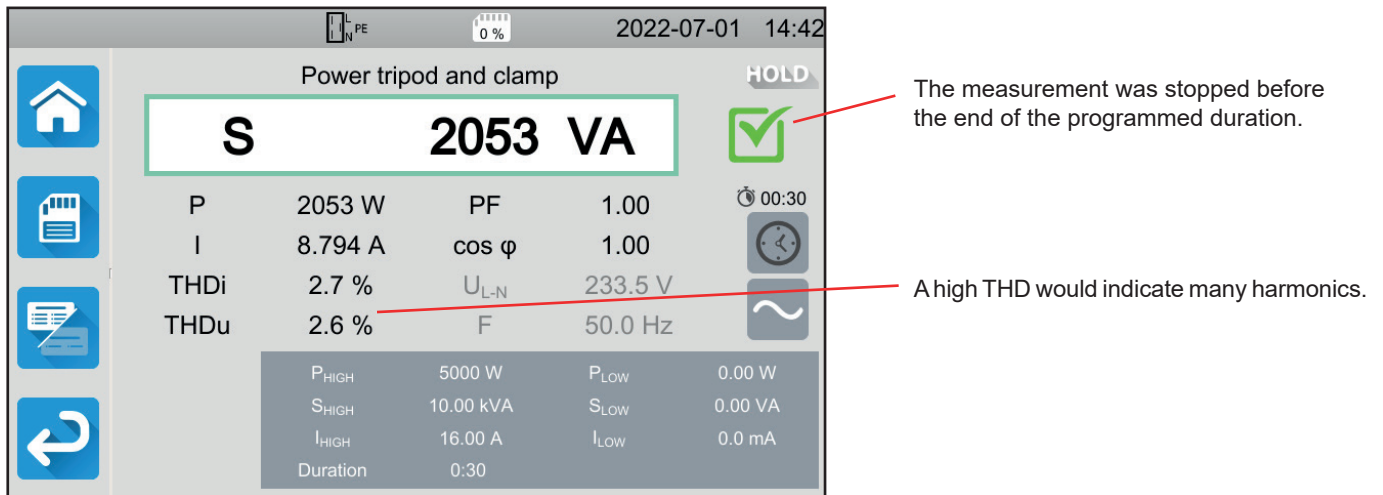 L
N PE
0 %
2022-07-01 14:42
Power tripod and clamp
HOLD
S 2053 VA
The measurement was stopped before
the end of the programmed duration.
P 2053 W PF 1.00
00:30
I 8.794 A cos φ 1.00
THDi 2.7 % UL-N 233.5 V
A high THD would indicate many harmonics.
THDu 2.6 % F 50.0 Hz
PHIGH 5000 W PLOW 0.00 W
SHIGH 10.00 kVA SLOW 0.00 VA
IHIGH 16.00 A ILOW 0.0 mA
Duration 0:30